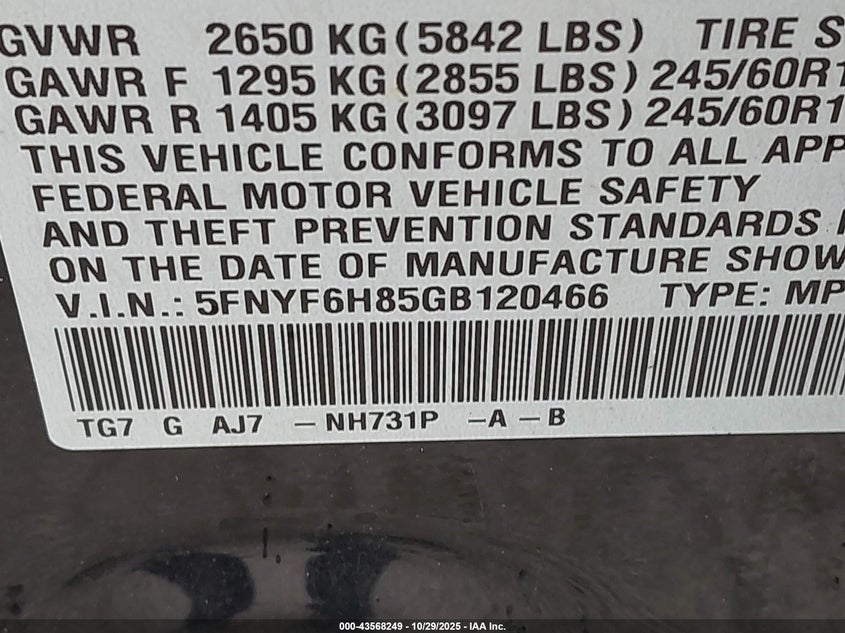 GVWR 2650 KG (5842 LBS) TIRE S
GAWR F 1295 KG (2855 LBS) 245/60R1
GAWR R 1405 KG (3097 LBS) 245/60R1
THIS VEHICLE CONFORMS TO ALL APP
FEDERAL MOTOR VEHICLE SAFETY
AND THEFT PREVENTION STANDARDS
ON THE DATE OF MANUFACTURE SHOW
V.I.N.: 5FNYF6H85GB120466 TYPE: MP
TG7 G AJ7 – NH731P – A – B
000-43568249 - 10/29/2025 - IAA Inc.